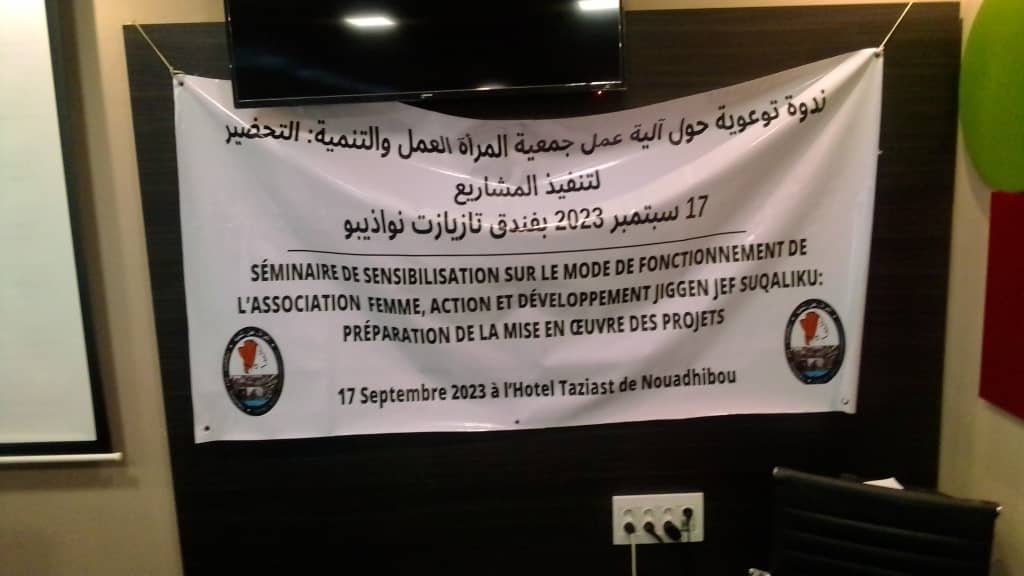 ندوة توعوية حول آلية عمل جمعية المرأة العمل والتنمية: التحضير
لتنفيذ المشاريع
17 سبتمبر 2023 بفندق تازيازت نواذيبو
SÉMINAIRE DE SENSIBILISATION SUR LE MODE DE FONCTIONNEMENT DE
L'ASSOCIATION FEMME, ACTION ET DÉVELOPPEMENT JIGGEN JEF SUQALIKU:
PRÉPARATION DE LA MISE EN ŒUVRE DES PROJETS
17 Septembre 2023 à l'Hotel Taziast de Nouadhibou